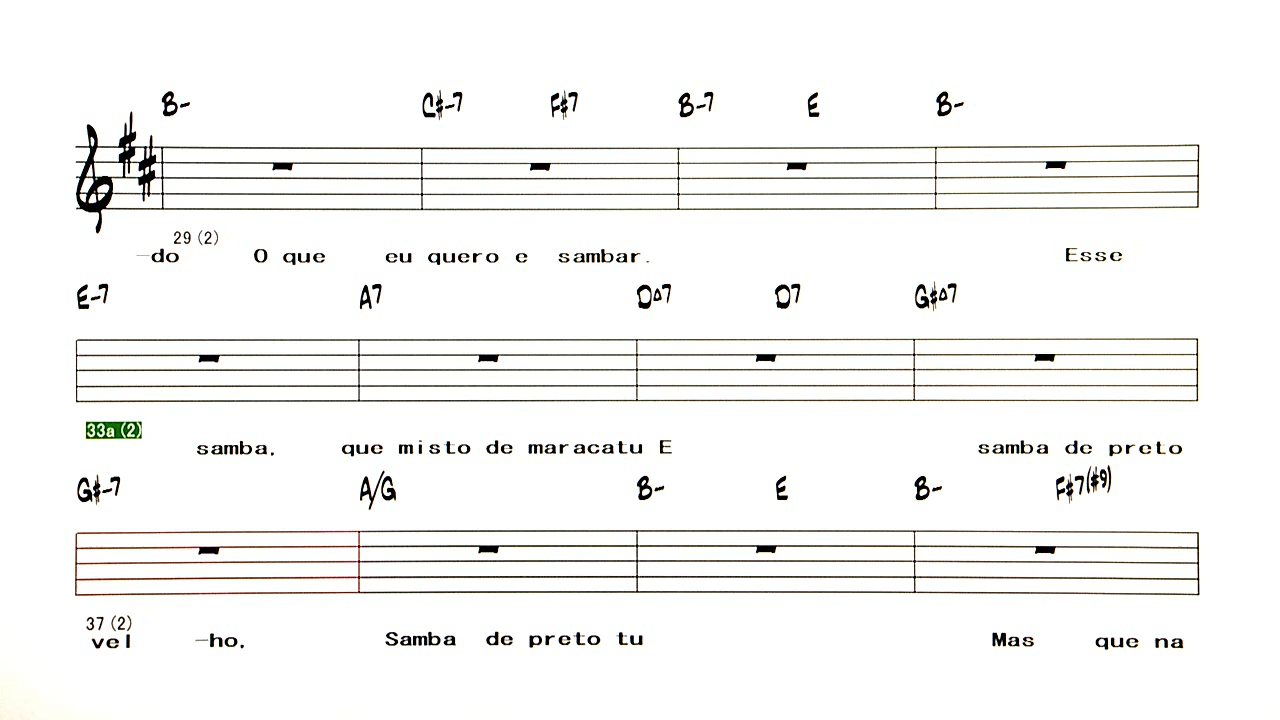 B- C#-7 F#7 B-7 E B-
29(2)
-do O que eu quero e sambar. Esse
E-7 A7 D△7 D7 G#△7
33a(2)
samba, que misto de maracatu E samba de preto
G#-7 A/G B- E B- F#7(#9)
37(2)
vel -ho, Samba de preto tu Mas que na